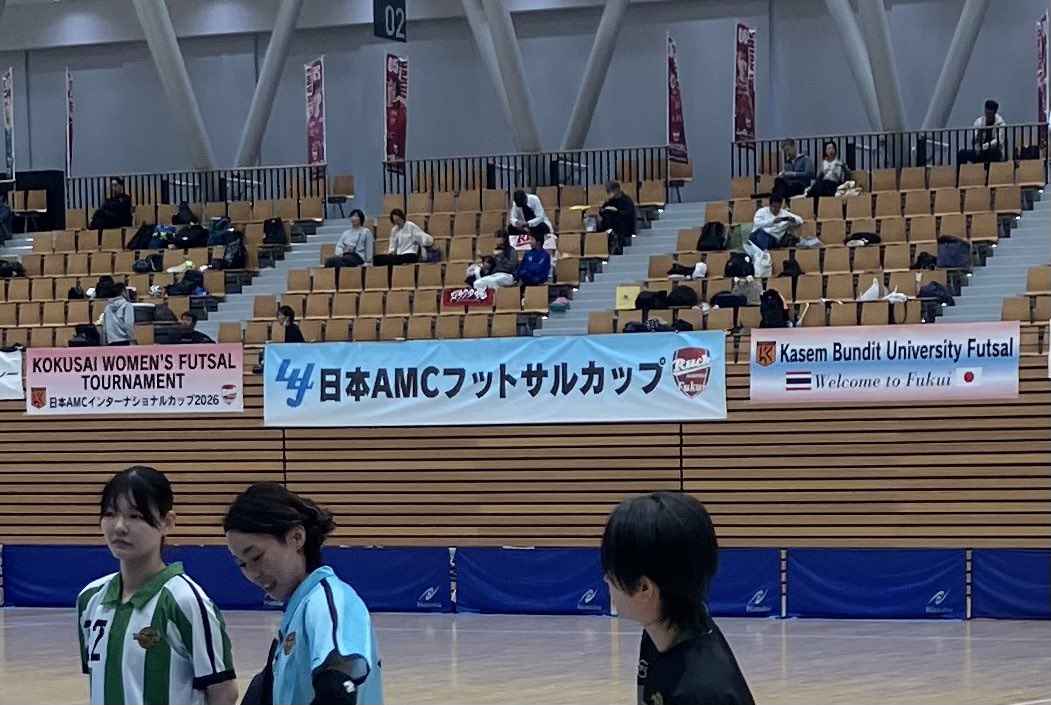 02
KOKUSAI WOMEN'S FUTSAL
TOURNAMENT
日本AMCインターナショナルカップ2026
日本AMCフットサルカップ
Ruck
Fukui
Kasem Bundit University Futsal
Welcome to Fukui
12